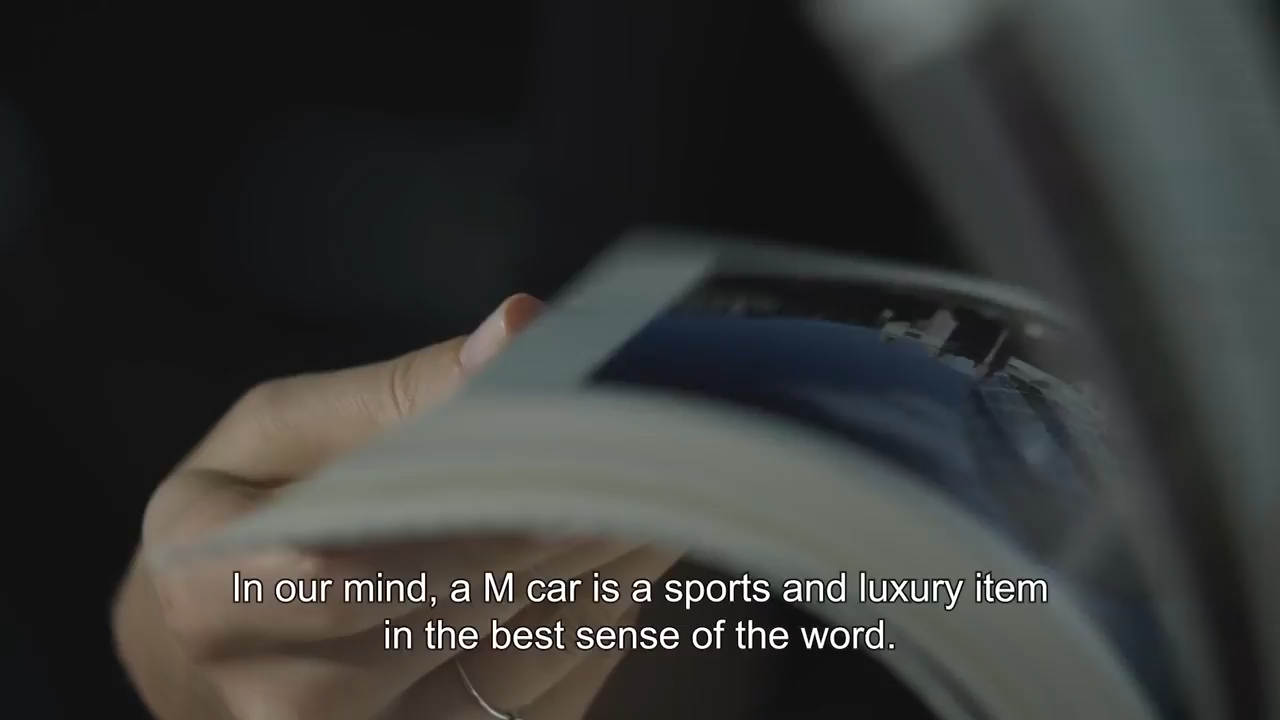 In our mind, a M car is a sports and luxury item
in the best sense of the word.